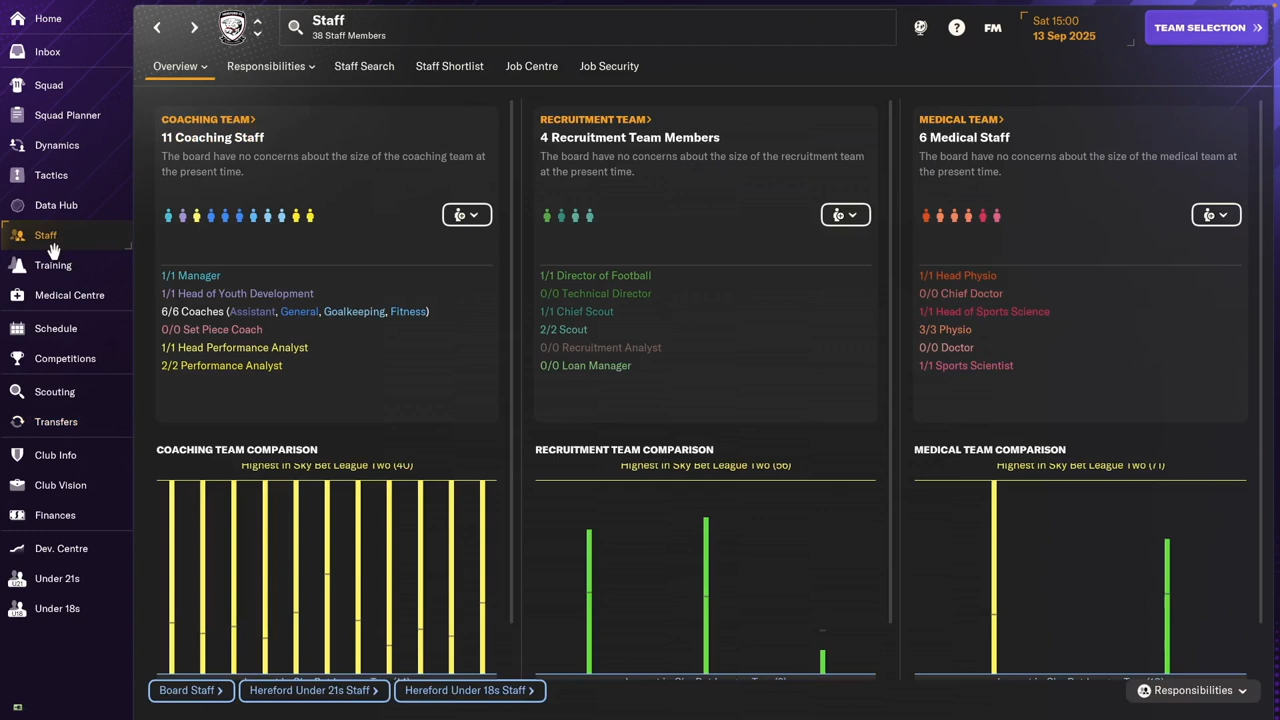 Home
Inbox
Squad
Squad Planner
Dynamics
Tactics
Data Hub
Staff
Training
Medical Centre
Schedule
Competitions
Scouting
Transfers
Club Info
Club Vision
Finances
Dev. Centre
Under 21s
Under 18s
Staff
38 Staff Members
FM
Sat 15:00
13 Sep 2025
TEAM SELECTION
Overview
Responsibilities
Staff Search
Staff Shortlist
Job Centre
Job Security
COACHING TEAM>
11 Coaching Staff
The board have no concerns about the size of the coaching team at
the present time.
1/1 Manager
1/1 Head of Youth Development
6/6 Coaches (Assistant, General, Goalkeeping, Fitness)
0/0 Set Piece Coach
1/1 Head Performance Analyst
2/2 Performance Analyst
COACHING TEAM COMPARISON
Highest in Sky Bet League Two (40)
RECRUITMENT TEAM>
4 Recruitment Team Members
The board have no concerns about the size of the recruitment team
at the present time.
1/1 Director of Football
0/0 Technical Director
1/1 Chief Scout
2/2 Scout
0/0 Recruitment Analyst
0/0 Loan Manager
RECRUITMENT TEAM COMPARISON
Highest in Sky Bet League Two (56)
MEDICAL TEAM>
6 Medical Staff
The board have no concerns about the size of the medical team at
the present time.
1/1 Head Physio
0/0 Chief Doctor
1/1 Head of Sports Science
3/3 Physio
0/0 Doctor
1/1 Sports Scientist
MEDICAL TEAM COMPARISON
Highest in Sky Bet League Two (71)
Board Staff >
Hereford Under 21s Staff >
Hereford Under 18s Staff >
Responsibilities